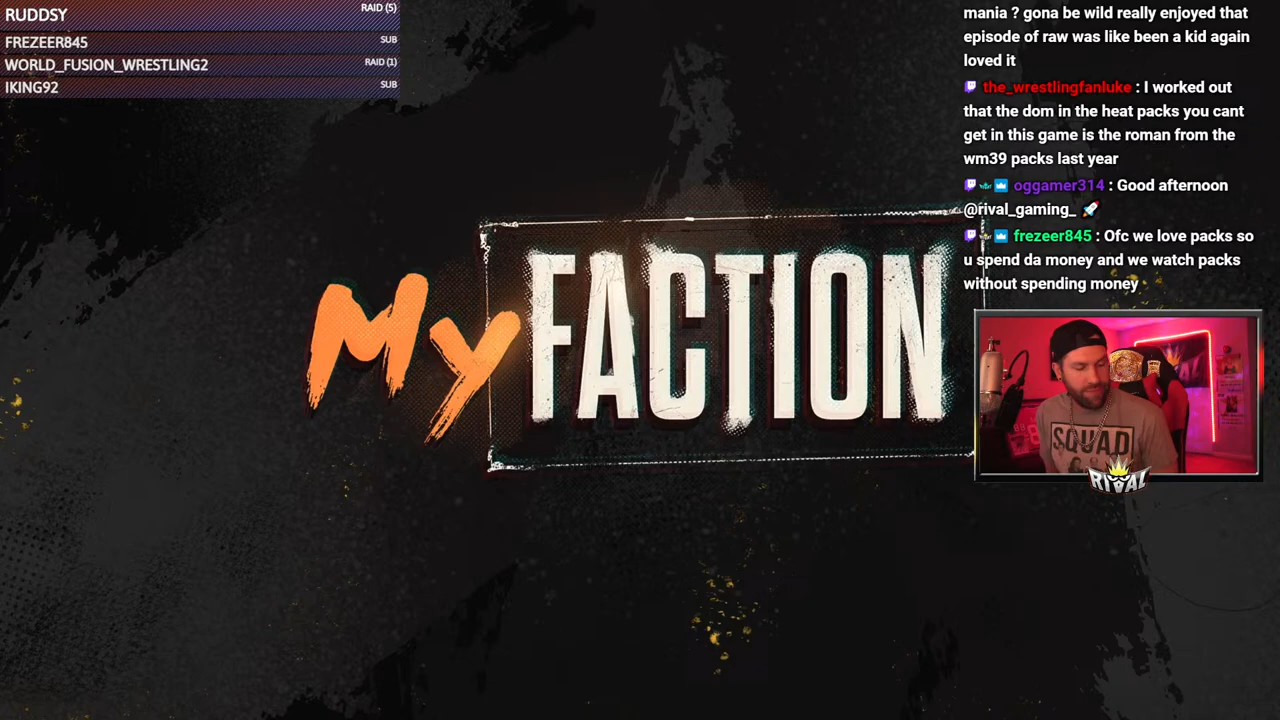 RUDDSY RAID (5)
FREZEER845 SUB
WORLD_FUSION_WRESTLING2 RAID (1)
IKING92 SUB
mania ? gona be wild really enjoyed that
episode of raw was like been a kid again
loved it
the_wrestlingfanluke : I worked out
that the dom in the heat packs you cant
get in this game is the roman from the
wm39 packs last year
oggamer314 : Good afternoon
@rival_gaming_
frezeer845 : Ofc we love packs so
u spend da money and we watch packs
without spending money
My FACTION
SQUAD
RIVAL